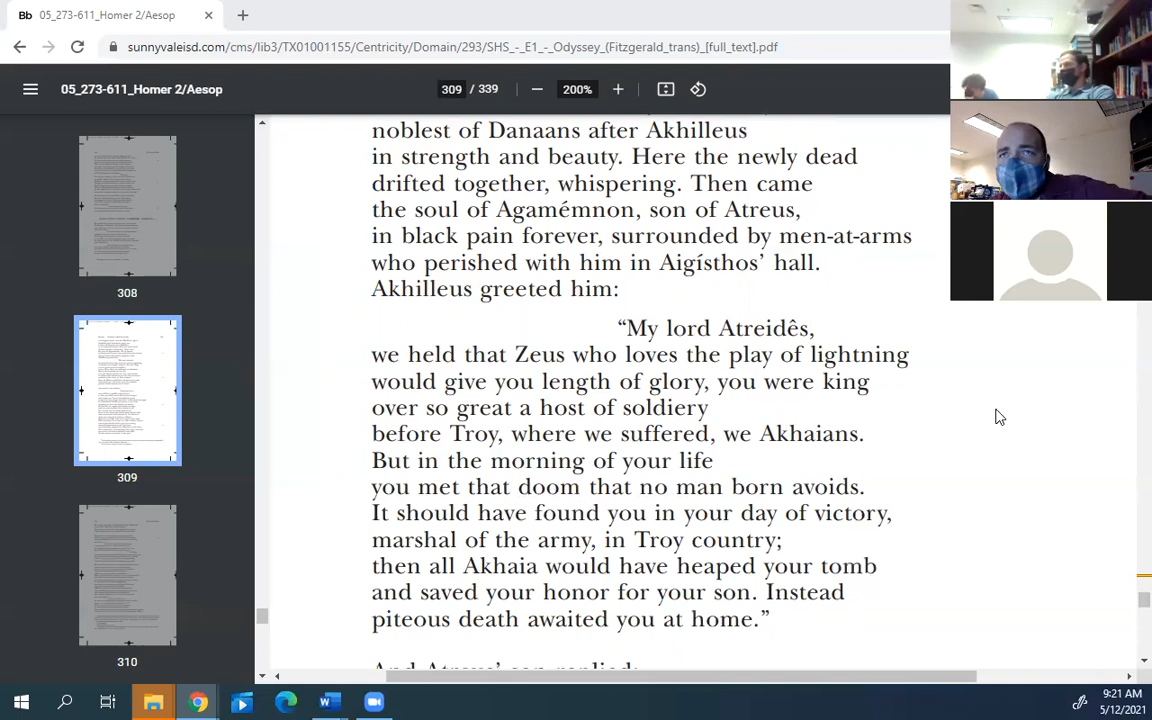 Bb 05_273-611_Homer 2/Aesop
sunnyvaleisd.com/cms/lib3/TX01001155/Centricity/Domain/293/SHS_-_E1_-_Odyssey_(Fitzgerald_trans)_[full_text].pdf
05_273-611_Homer 2/Aesop
309 / 339
200%
noblest of Danaans after Akhilleus
in strength and beauty. Here the newly dead
drifted together, whispering. Then came
the soul of Agamémnon, son of Atreus,
in black pain forever, surrounded by men-at-arms
who perished with him in Aigísthos’ hall.
Akhilleus greeted him:
“My lord Atreidês,
we held that Zeus who loves the play of lightning
would give you length of glory, you were king
over so great a host of soldiery
before Troy, where we suffered, we Akhaians.
But in the morning of your life
you met that doom that no man born avoids.
It should have found you in your day of victory,
marshal of the army, in Troy country;
then all Akhaia would have heaped your tomb
and saved your honor for your son. Instead
piteous death awaited you at home.”
And Atreus’ son replied:
308
309
310
9:21 AM
5/12/2021